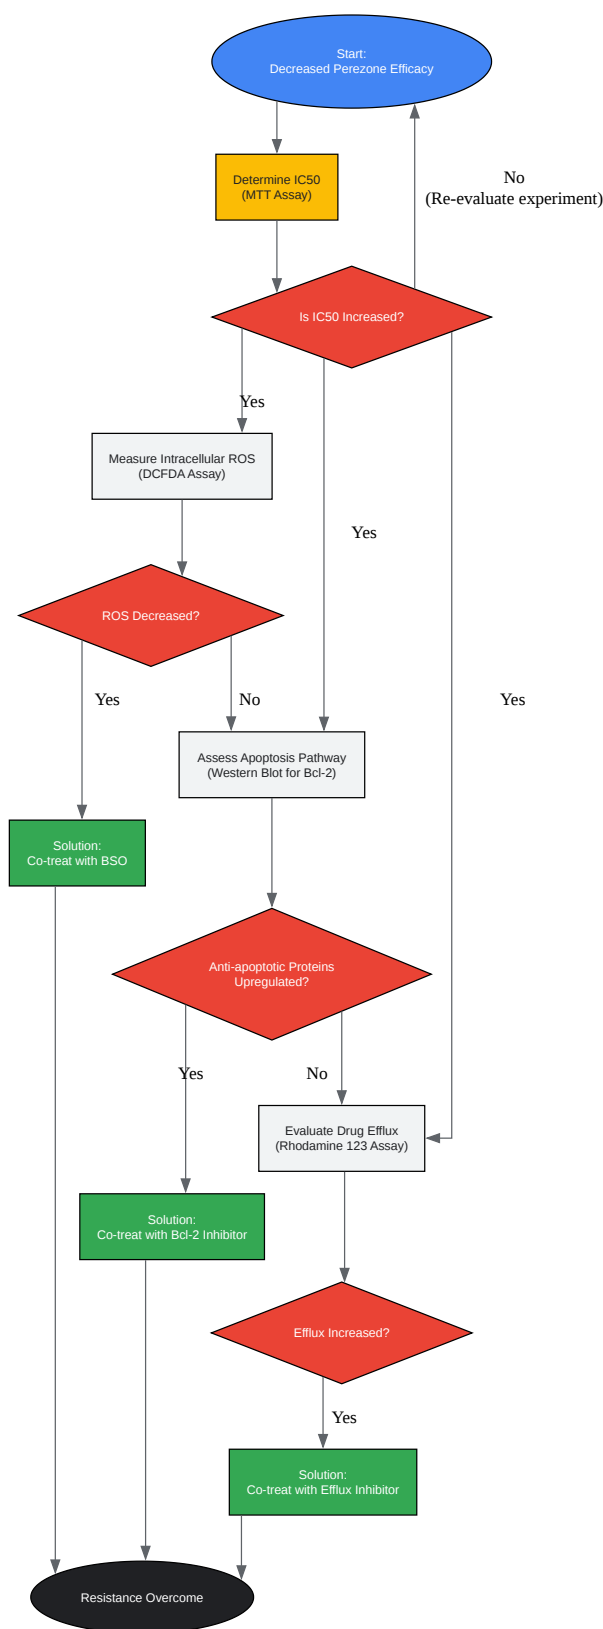 Start:
Decreased Perezone Efficacy
Determine IC50
(MTT Assay)
No
(Re-evaluate experiment)
Is IC50 Increased?
Yes
Measure Intracellular ROS
(DCFDA Assay)
Yes
ROS Decreased?
Yes
No
Yes
Assess Apoptosis Pathway
(Western Blot for Bcl-2)
Solution:
Co-treat with BSO
Anti-apoptotic Proteins
Upregulated?
Yes
No
Evaluate Drug Efflux
(Rhodamine 123 Assay)
Solution:
Co-treat with Bcl-2 Inhibitor
Efflux Increased?
Yes
Solution:
Co-treat with Efflux Inhibitor
Resistance Overcome